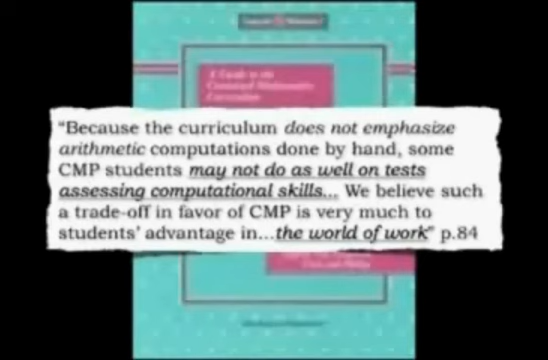 "Because the curriculum does not emphasize
arithmetic computations done by hand, some
CMP students may not do as well on tests
assessing computational skills... We believe such
a trade-off in favor of CMP is very much to
students' advantage in...the world of work" p.84